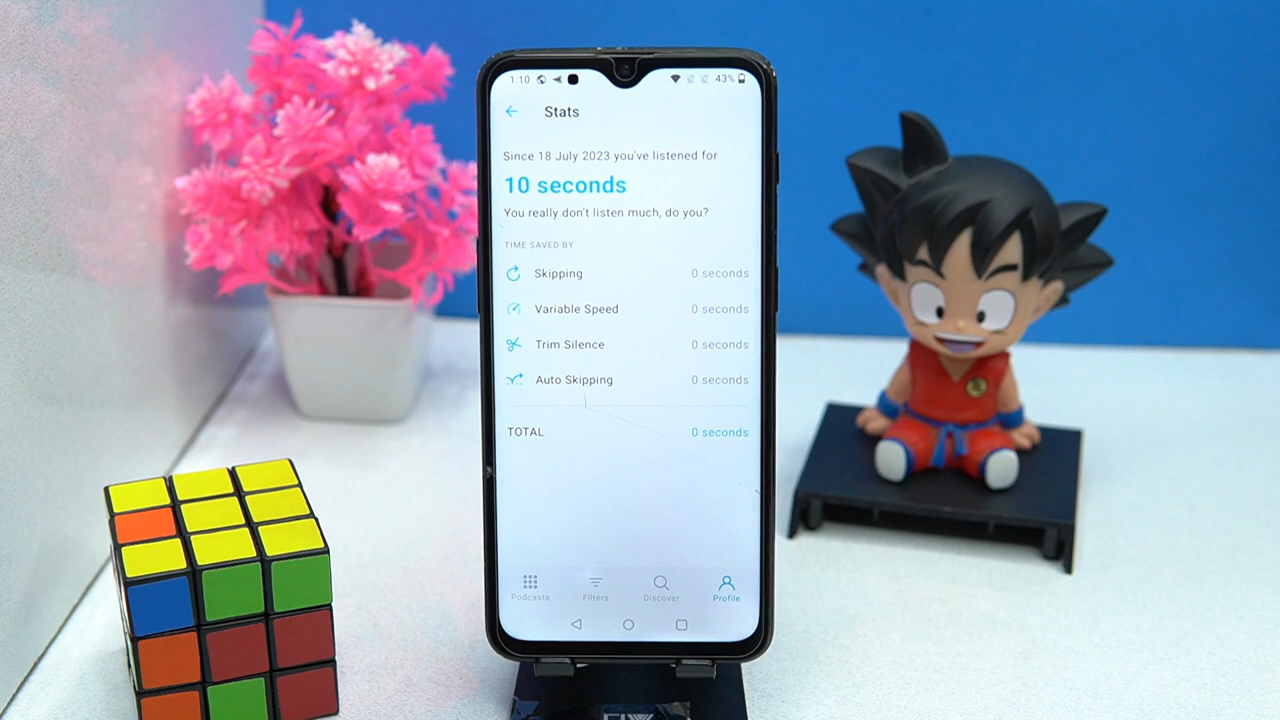 1:10 43%
Stats
Since 18 July 2023 you've listened for
10 seconds
You really don't listen much, do you?
TIME SAVED BY
Skipping 0 seconds
Variable Speed 0 seconds
Trim Silence 0 seconds
Auto Skipping 0 seconds
TOTAL 0 seconds
Podcasts Filters Discover Profile